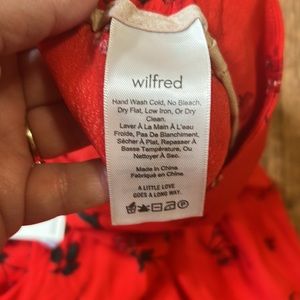 wilfred
Hand Wash Cold, No Bleach,
Dry Flat, Low Iron, Or Dry
Clean.
Laver À La Main À L'eau
Froide, Pas De Blanchiment,
Sécher À Plat, Repasser À
Basse Température, Ou
Nettoyer À Sec.
Made in China
Fabriqué en Chine
A LITTLE LOVE
GOES A LONG WAY.